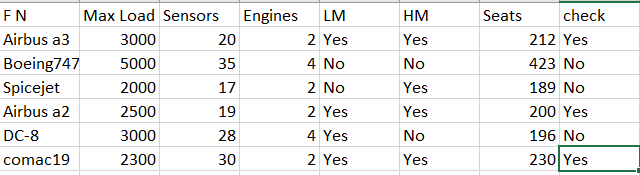 F N Max Load Sensors Engines LM HM Seats check
Airbus a3 3000 20 2 Yes Yes 212 Yes
Boeing747 5000 35 4 No No 423 No
Spicejet 2000 17 2 No Yes 189 No
Airbus a2 2500 19 2 Yes Yes 200 Yes
DC-8 3000 28 4 Yes No 196 No
comac19 2300 30 2 Yes Yes 230 Yes